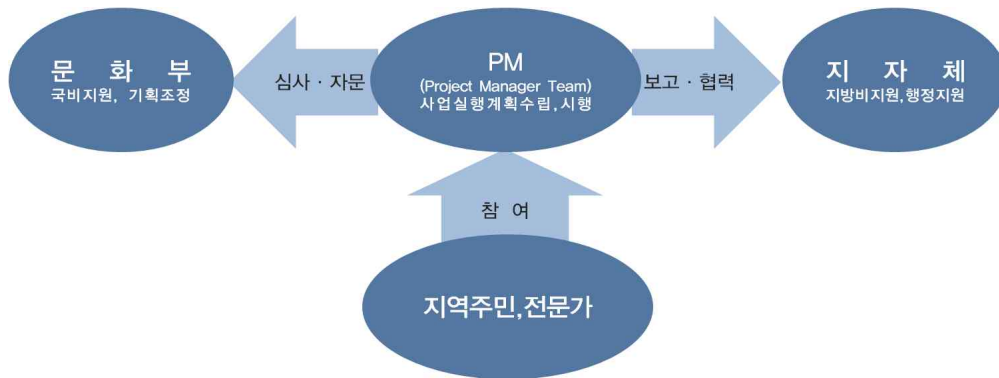 문 화 부
국비지원, 기획조정
심사 · 자문
PM
(Project Manager Team)
사업실행계획수립,시행
보고 · 협력
지 자 체
지방비지원,행정지원
참 여
지역주민,전문가